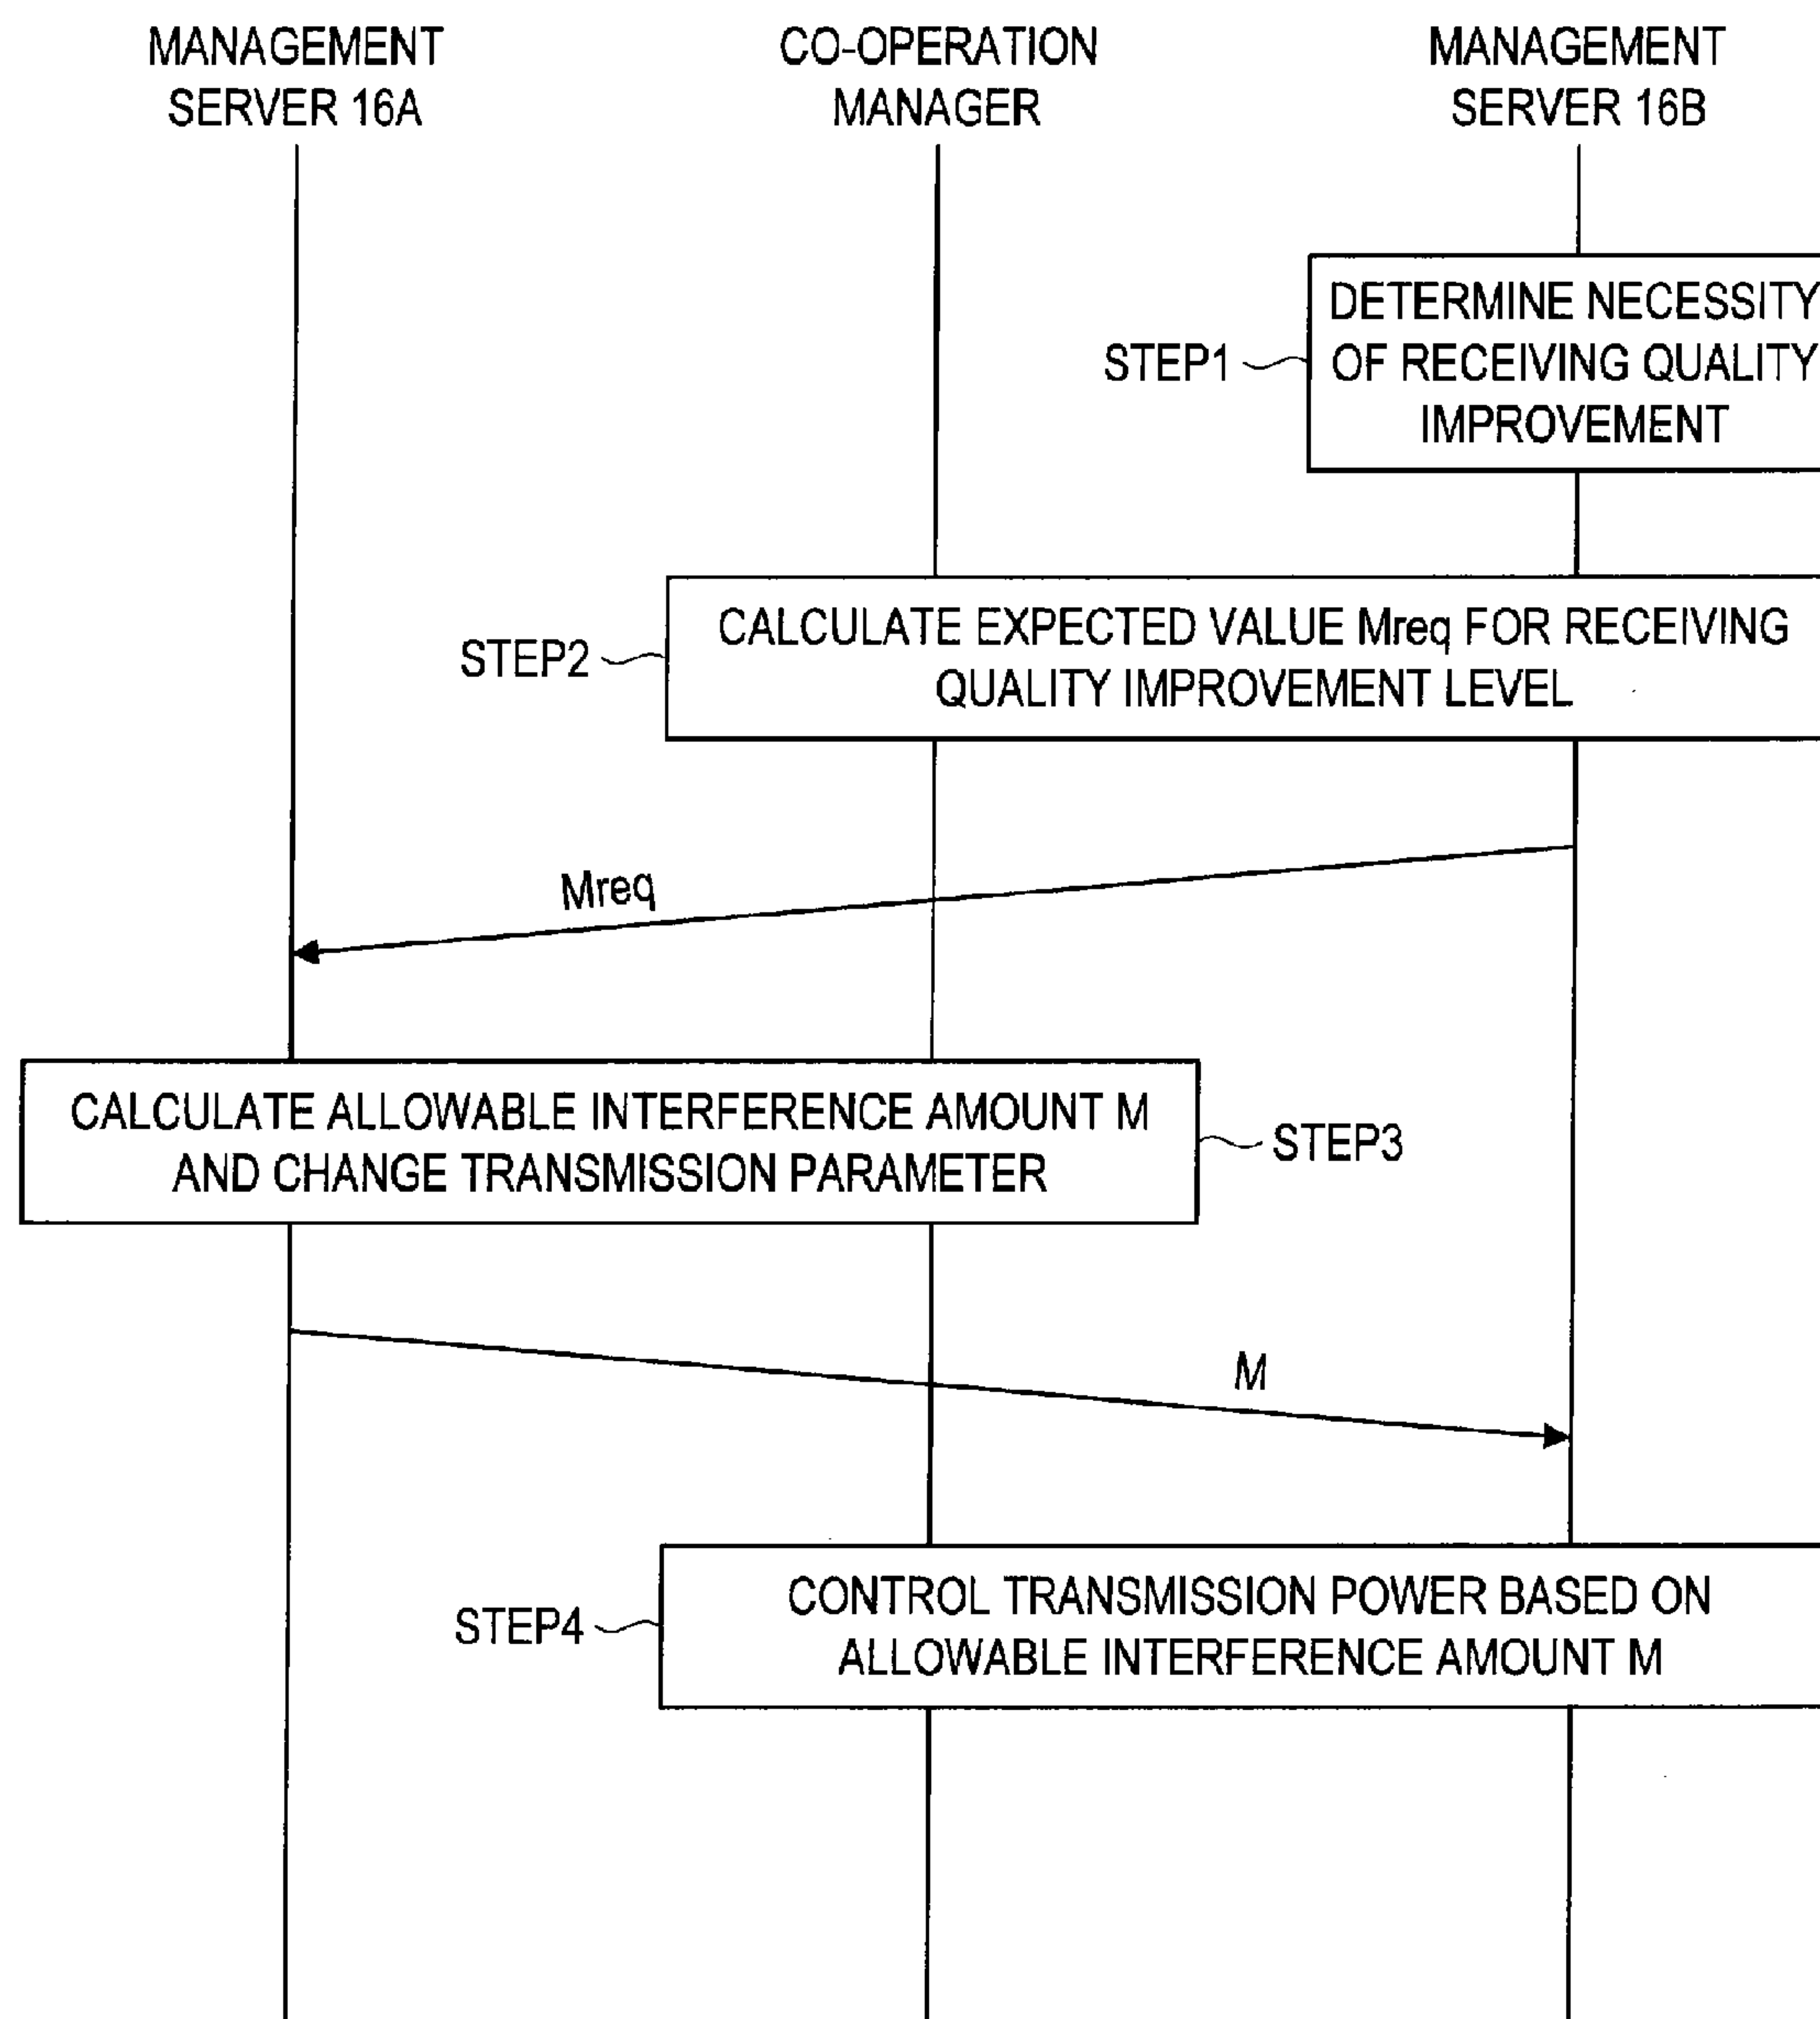 MANAGEMENT
SERVER 16A
CO-OPERATION
MANAGER
MANAGEMENT
SERVER 16B
STEP1
DETERMINE NECESSITY
OF RECEIVING QUALITY
IMPROVEMENT
STEP2
CALCULATE EXPECTED VALUE Mreq FOR RECEIVING
QUALITY IMPROVEMENT LEVEL
Mreq
CALCULATE ALLOWABLE INTERFERENCE AMOUNT M
AND CHANGE TRANSMISSION PARAMETER
STEP3
M
STEP4
CONTROL TRANSMISSION POWER BASED ON
ALLOWABLE INTERFERENCE AMOUNT M